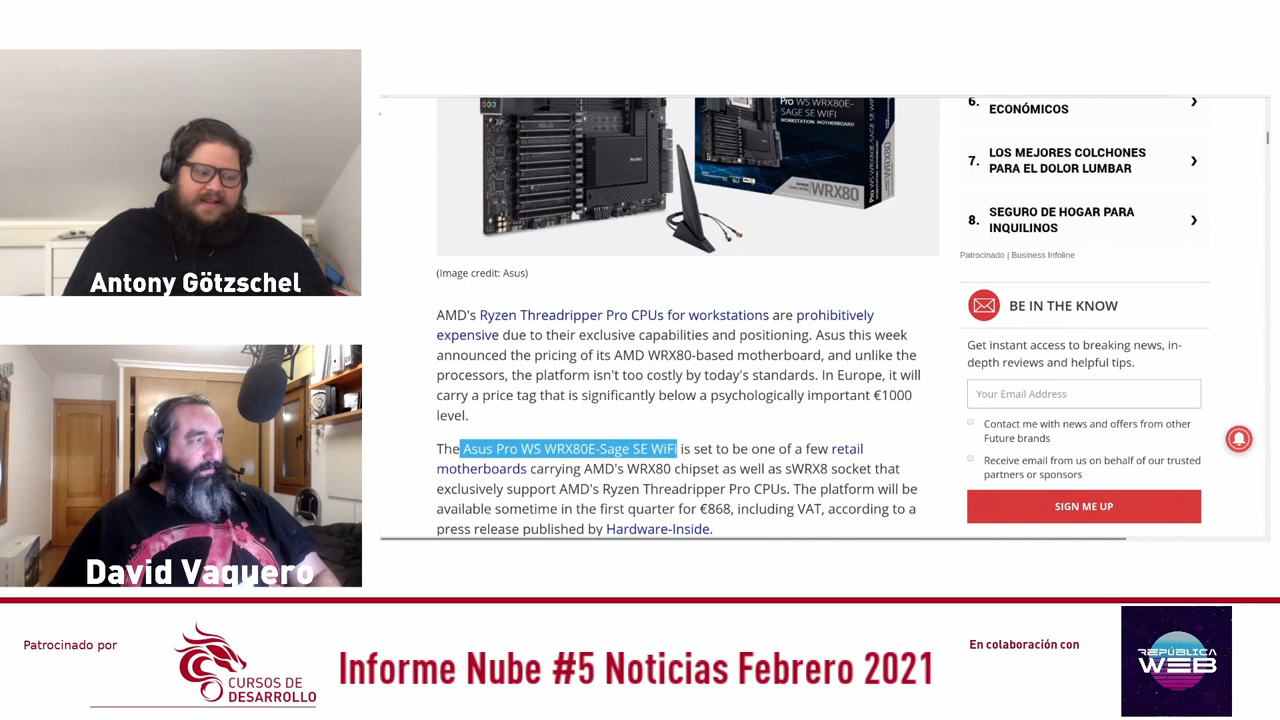 Antony Götzschel
David Vaquero
Pro WS WRX80E-
SAGE SE WIFI
WORKSTATION MOTHERBOARD
WRX80
(Image credit: Asus)
AMD's Ryzen Threadripper Pro CPUs for workstations are prohibitively
expensive due to their exclusive capabilities and positioning. Asus this week
announced the pricing of its AMD WRX80-based motherboard, and unlike the
processors, the platform isn't too costly by today's standards. In Europe, it will
carry a price tag that is significantly below a psychologically important €1000
level.
The Asus Pro WS WRX80E-Sage SE WiFi is set to be one of a few retail
motherboards carrying AMD's WRX80 chipset as well as sWRX8 socket that
exclusively support AMD's Ryzen Threadripper Pro CPUs. The platform will be
available sometime in the first quarter for €868, including VAT, according to a
press release published by Hardware-Inside.
6.
ECONÓMICOS
7. LOS MEJORES COLCHONES
PARA EL DOLOR LUMBAR
8. SEGURO DE HOGAR PARA
INQUILINOS
Patrocinado | Business Infoline
BE IN THE KNOW
Get instant access to breaking news, in-
depth reviews and helpful tips.
Your Email Address
Contact me with news and offers from other
Future brands
Receive email from us on behalf of our trusted
partners or sponsors
SIGN ME UP
Patrocinado por
CURSOS DE
DESARROLLO
Informe Nube #5 Noticias Febrero 2021
En colaboración con
REPÚBLICA
WEB